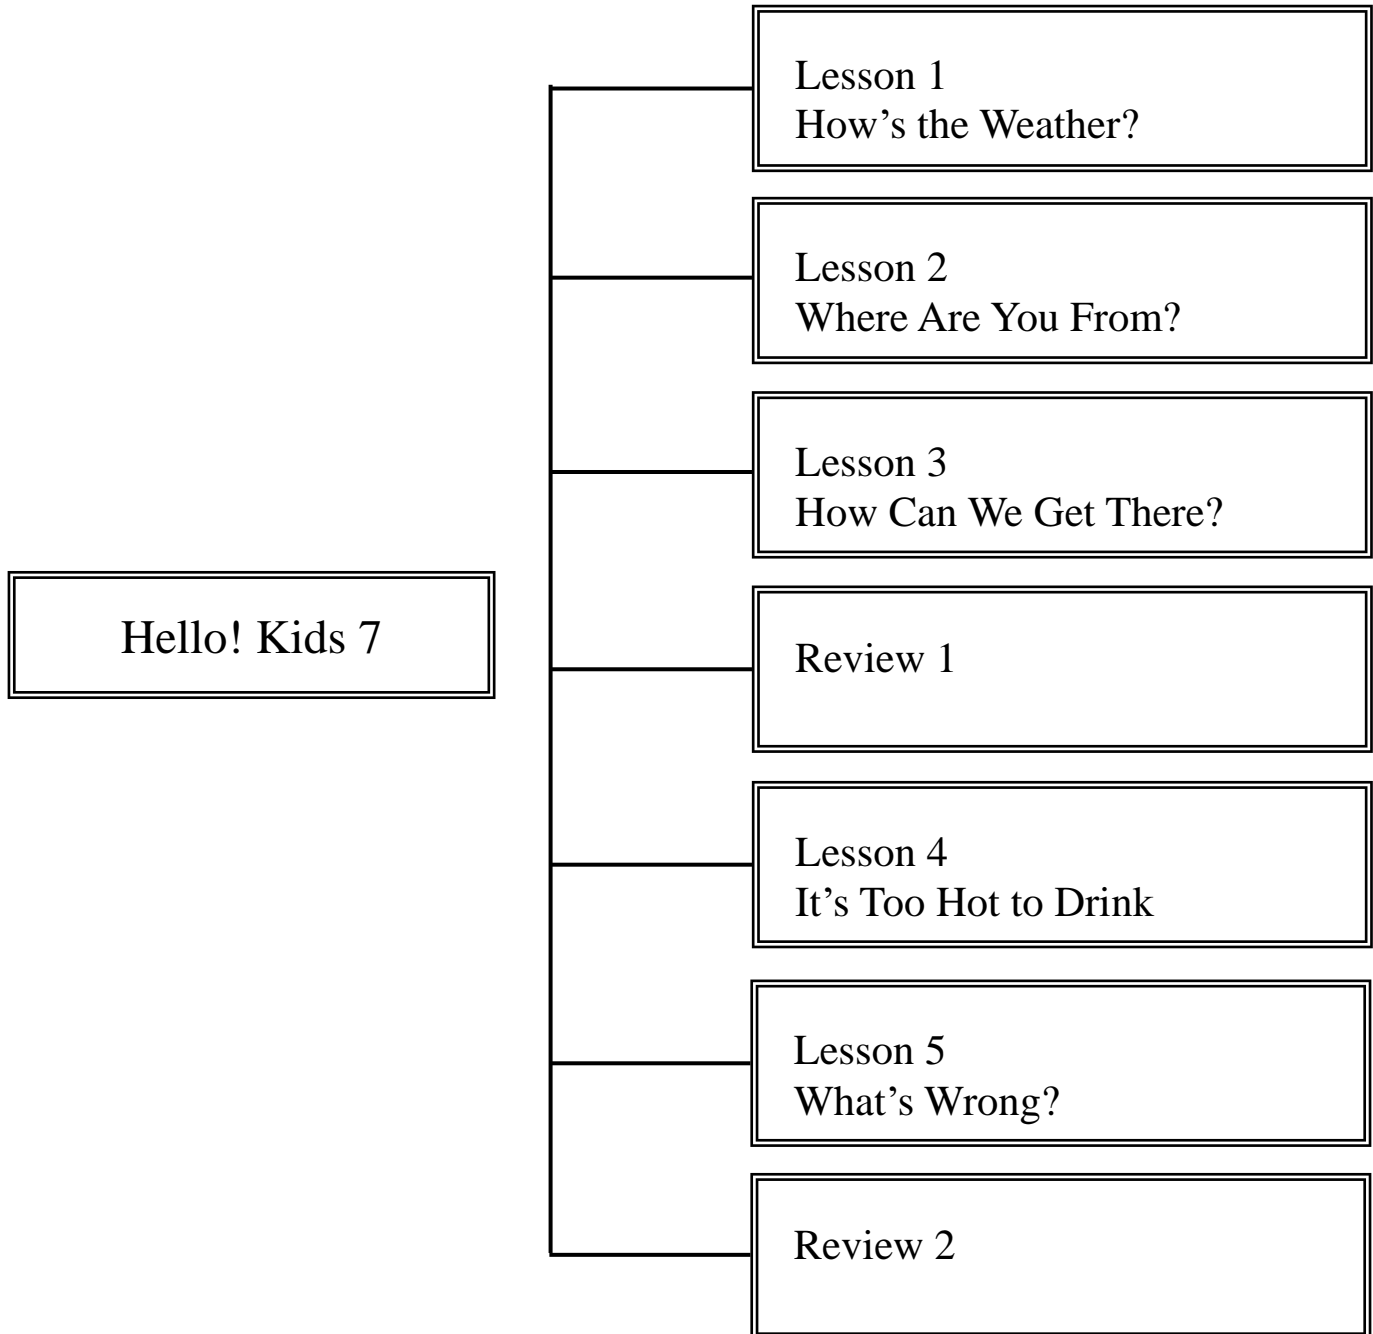 Hello! Kids 7
Lesson 1
How’s the Weather?
Lesson 2
Where Are You From?
Lesson 3
How Can We Get There?
Review 1
Lesson 4
It’s Too Hot to Drink
Lesson 5
What’s Wrong?
Review 2